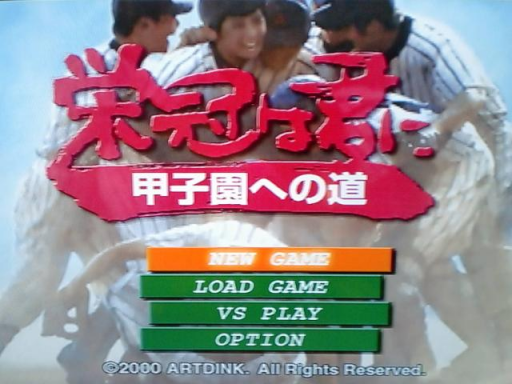 栄冠は君に
甲子園への道
NEW GAME
LOAD GAME
VS PLAY
OPTION
©2000 ARTDINK. All Rights Reserved.